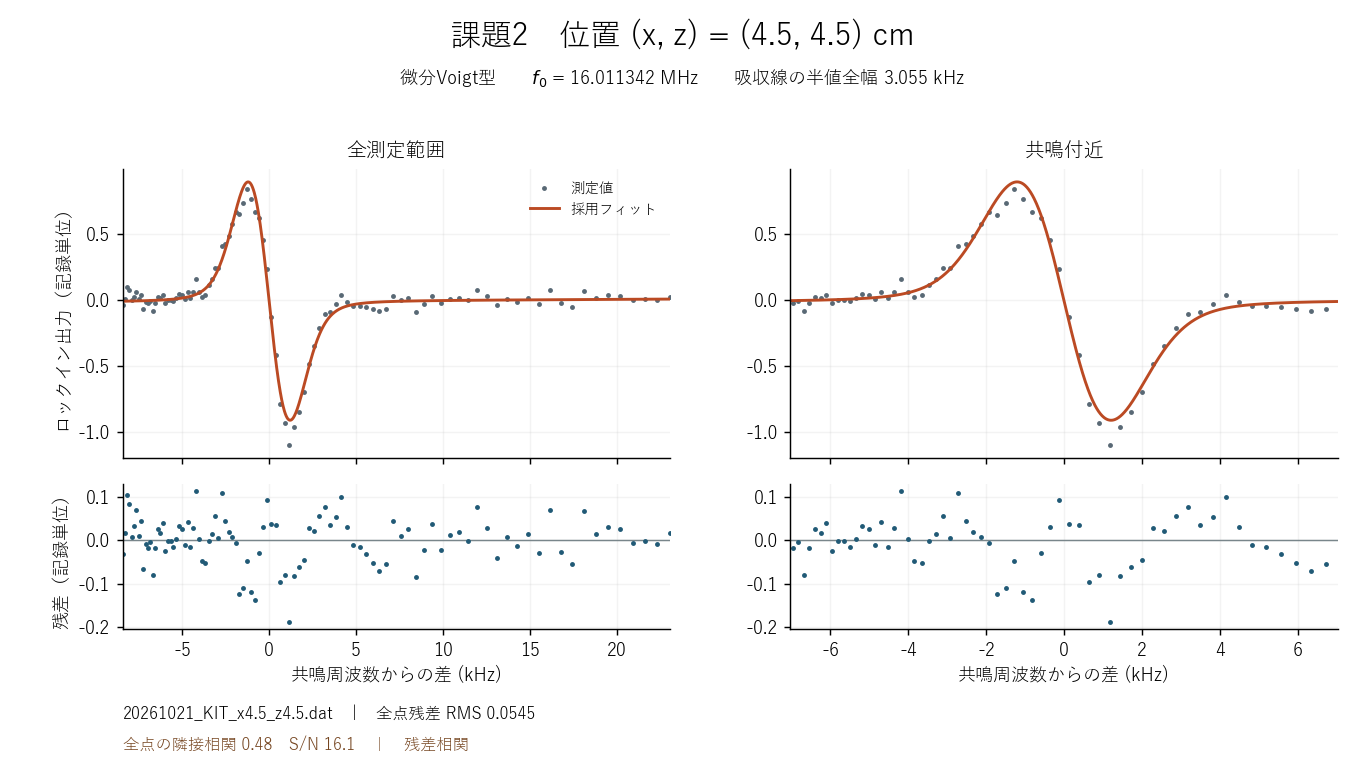 課題2 位置 (x, z) = (4.5, 4.5) cm
微分Voigt型 f0 = 16.011342 MHz 吸収線の半値全幅 3.055 kHz
全測定範囲
ロックイン出力（記録単位）
0.5
0.0
-0.5
-1.0
測定値
採用フィット
共鳴付近
0.5
0.0
-0.5
-1.0
残差（記録単位）
0.1
0.0
-0.1
-0.2
-5 0 5 10 15 20
共鳴周波数からの差 (kHz)
0.1
0.0
-0.1
-0.2
-6 -4 -2 0 2 4 6
共鳴周波数からの差 (kHz)
20261021_KIT_x4.5_z4.5.dat | 全点残差 RMS 0.0545
全点の隣接相関 0.48 S/N 16.1 | 残差相関